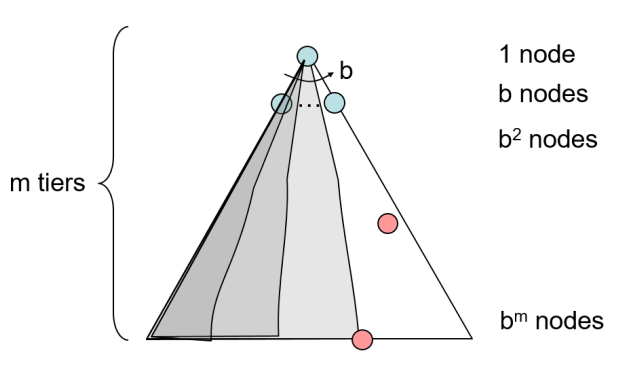 1 node
b
b nodes
...
b² nodes
m tiers
bᵐ nodes